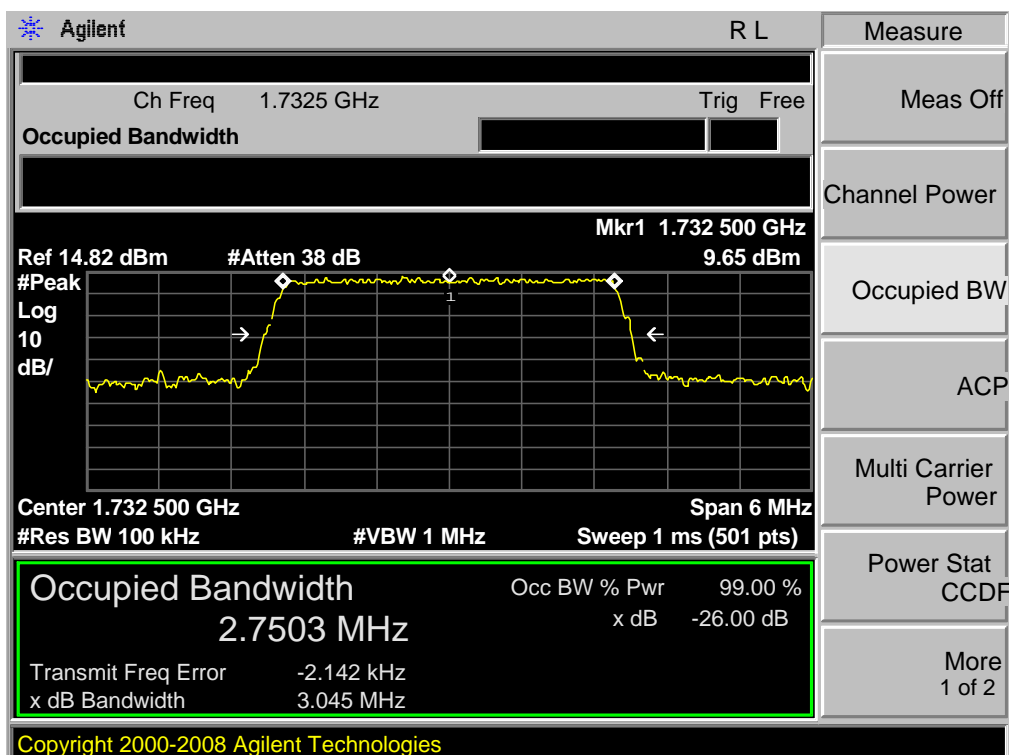 Agilent R L
Measure
Ch Freq 1.7325 GHz Trig Free
Occupied Bandwidth
Meas Off
Channel Power
Occupied BW
ACP
Multi Carrier
Power
Power Stat
CCDF
More
1 of 2
Mkr1 1.732 500 GHz
Ref 14.82 dBm #Atten 38 dB 9.65 dBm
#Peak
Log
10
dB/
1
Center 1.732 500 GHz Span 6 MHz
#Res BW 100 kHz #VBW 1 MHz Sweep 1 ms (501 pts)
Occupied Bandwidth
2.7503 MHz
Occ BW % Pwr 99.00 %
x dB -26.00 dB
Transmit Freq Error -2.142 kHz
x dB Bandwidth 3.045 MHz
Copyright 2000-2008 Agilent Technologies